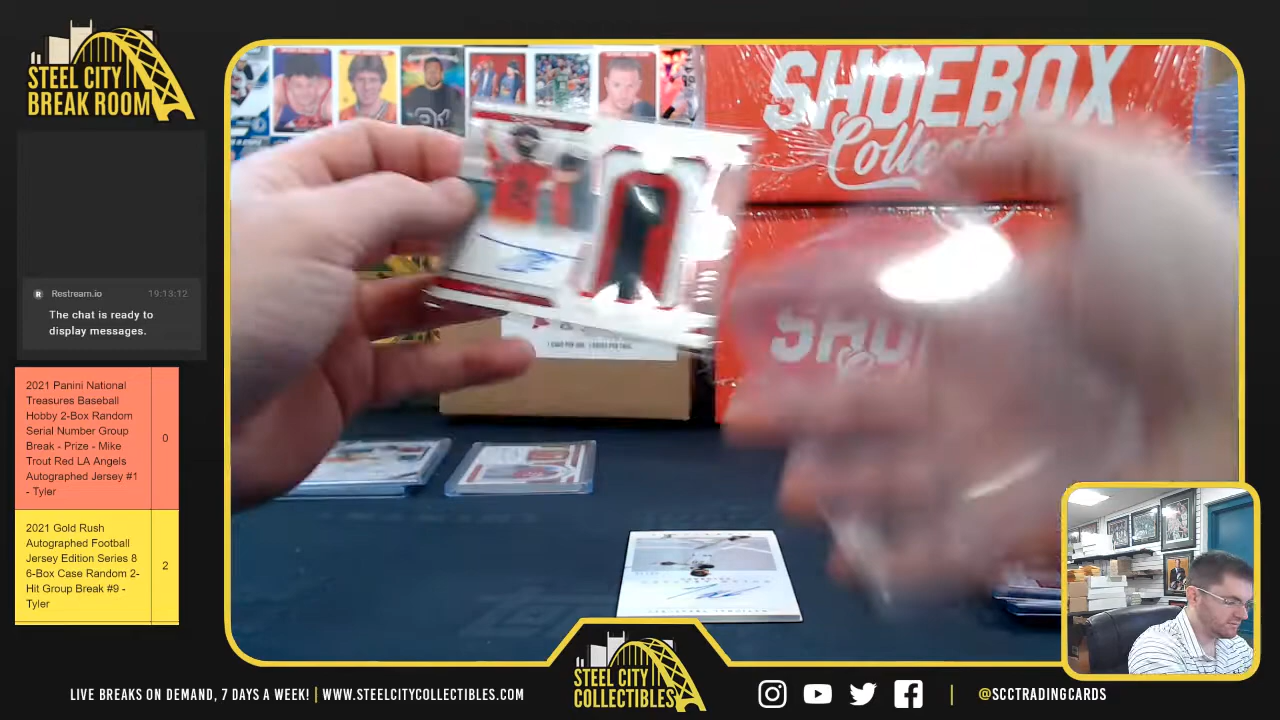 STEEL CITY
BREAK ROOM
Restream.io
19:13:12
The chat is ready to
display messages.
2021 Panini National
Treasures Baseball
Hobby 2-Box Random
Serial Number Group
Break - Prize - Mike
Trout Red LA Angels
Autographed Jersey #1
- Tyler
0
2021 Gold Rush
Autographed Football
Jersey Edition Series 8
6-Box Case Random 2-
Hit Group Break #9 -
Tyler
2
SHOEBOX
SHO
STEEL CITY
COLLECTIBLES
LIVE BREAKS ON DEMAND, 7 DAYS A WEEK! | WWW.STEELCITYCOLLECTIBLES.COM
| @SCCTRADINGCARDS